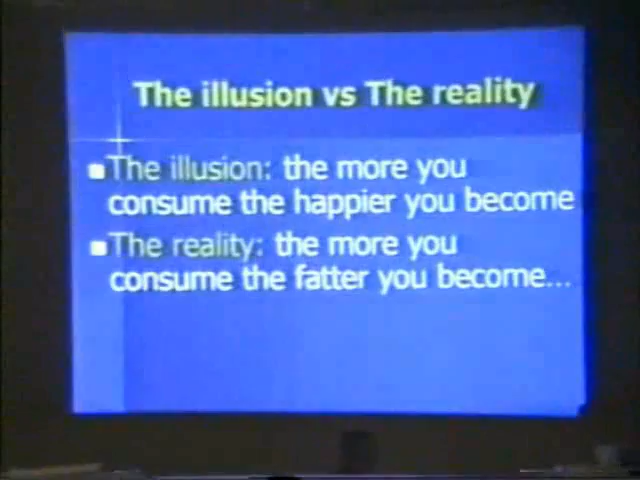 The illusion vs The reality
The illusion: the more you
consume the happier you become
The reality: the more you
consume the fatter you become...